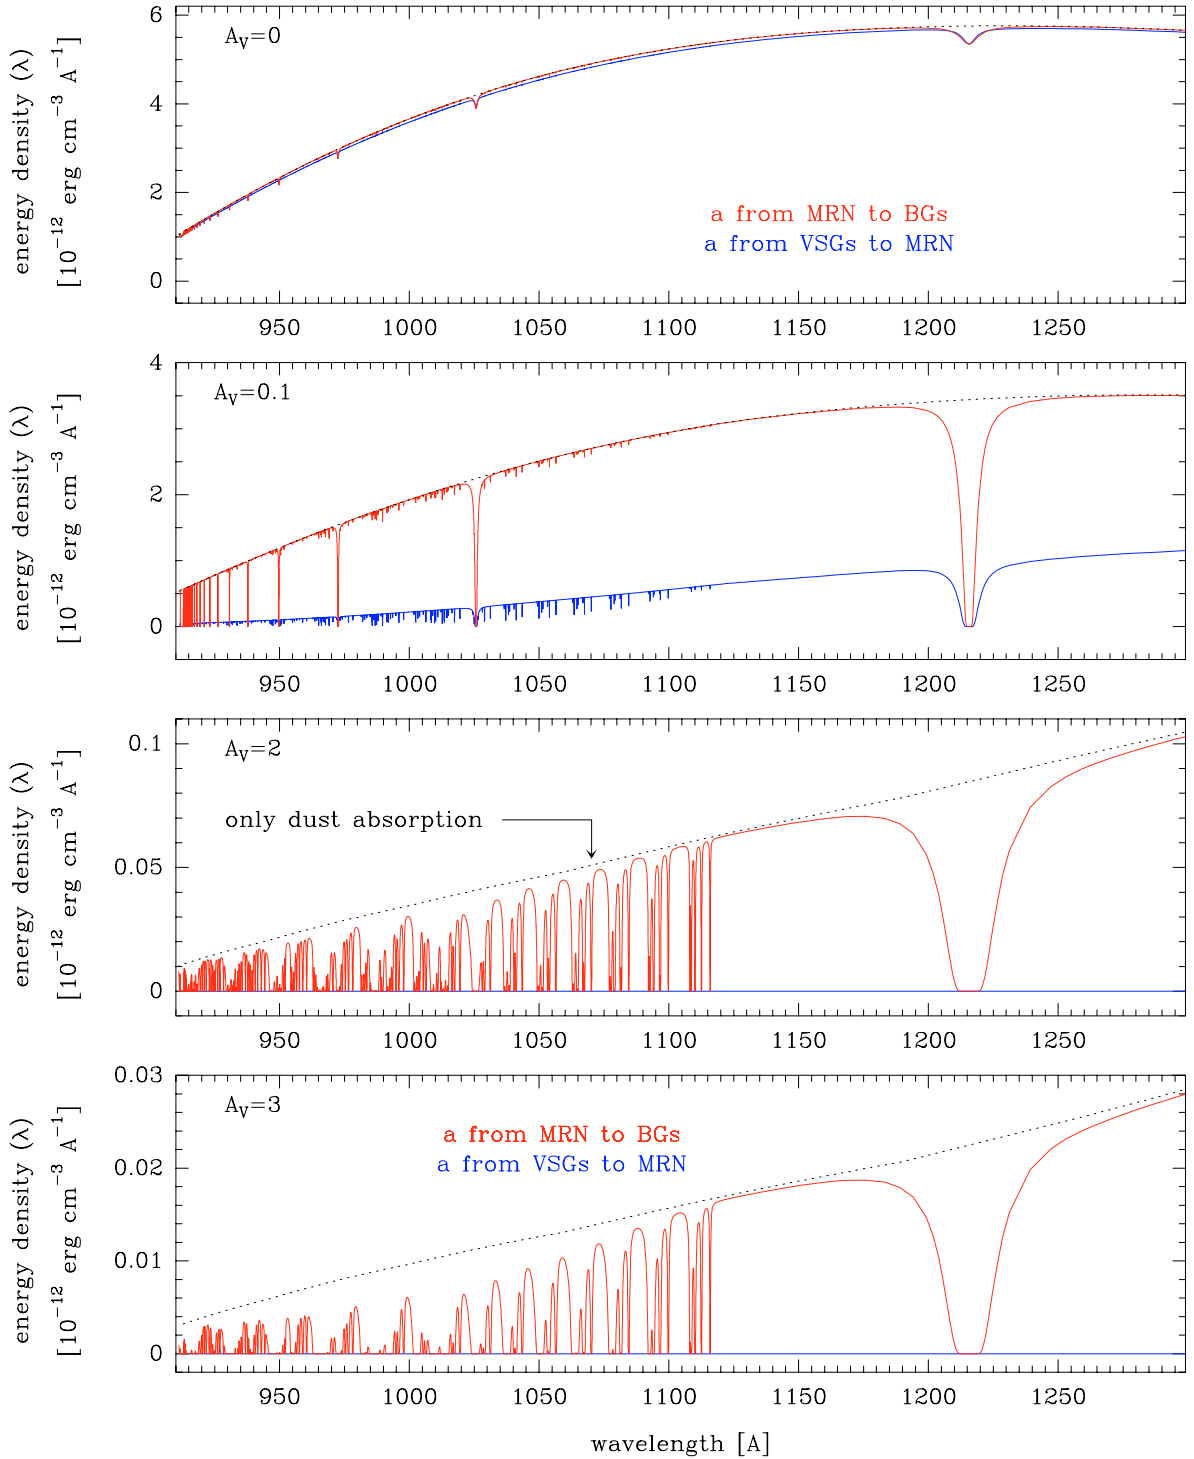 energy density (λ)
[10⁻¹² erg cm⁻³ A⁻¹]
6
4
2
0
A_V=0
a from MRN to BGs
a from VSGs to MRN
950 1000 1050 1100 1150 1200 1250
energy density (λ)
[10⁻¹² erg cm⁻³ A⁻¹]
4
2
0
A_V=0.1
950 1000 1050 1100 1150 1200 1250
energy density (λ)
[10⁻¹² erg cm⁻³ A⁻¹]
0.1
0.05
0
A_V=2
only dust absorption
950 1000 1050 1100 1150 1200 1250
energy density (λ)
[10⁻¹² erg cm⁻³ A⁻¹]
0.03
0.02
0.01
0
A_V=3
a from MRN to BGs
a from VSGs to MRN
950 1000 1050 1100 1150 1200 1250
wavelength [A]